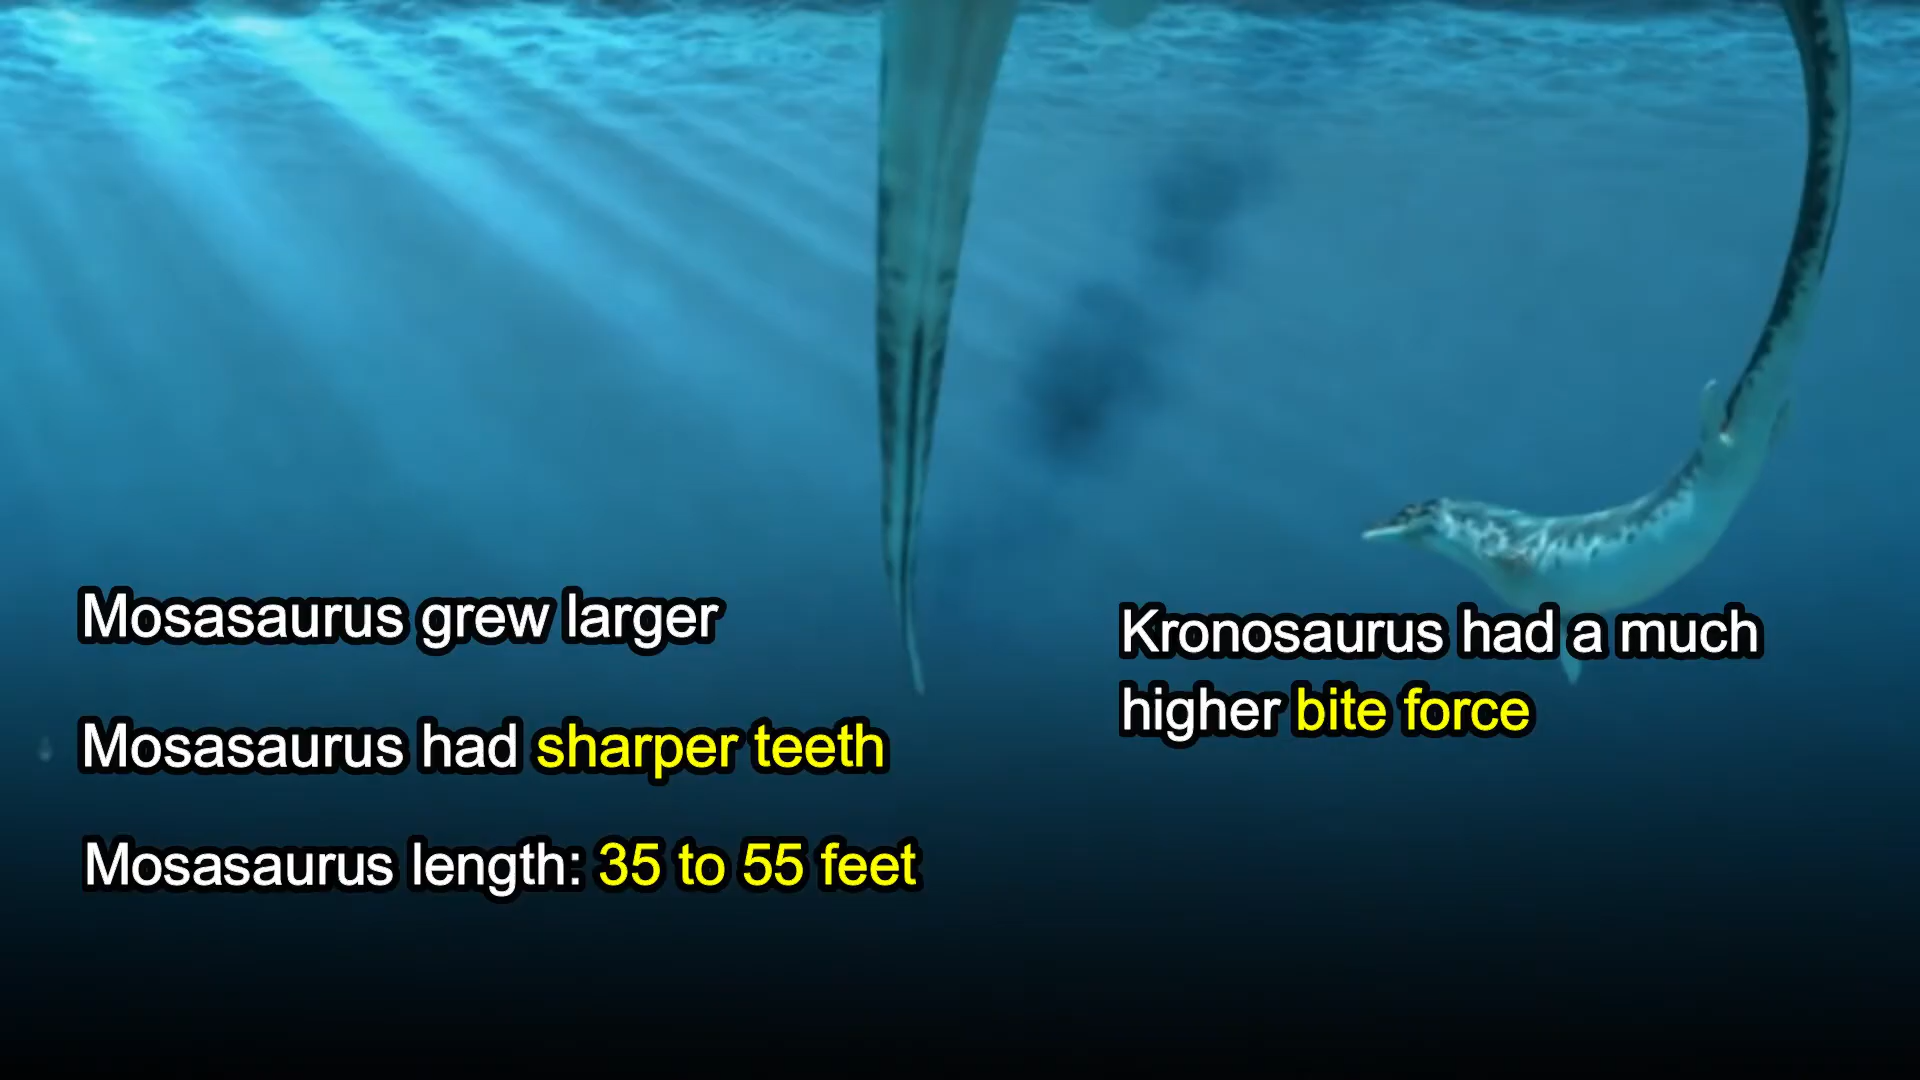 Mosasaurus grew larger
Mosasaurus had sharper teeth
Mosasaurus length: 35 to 55 feet
Kronosaurus had a much
higher bite force